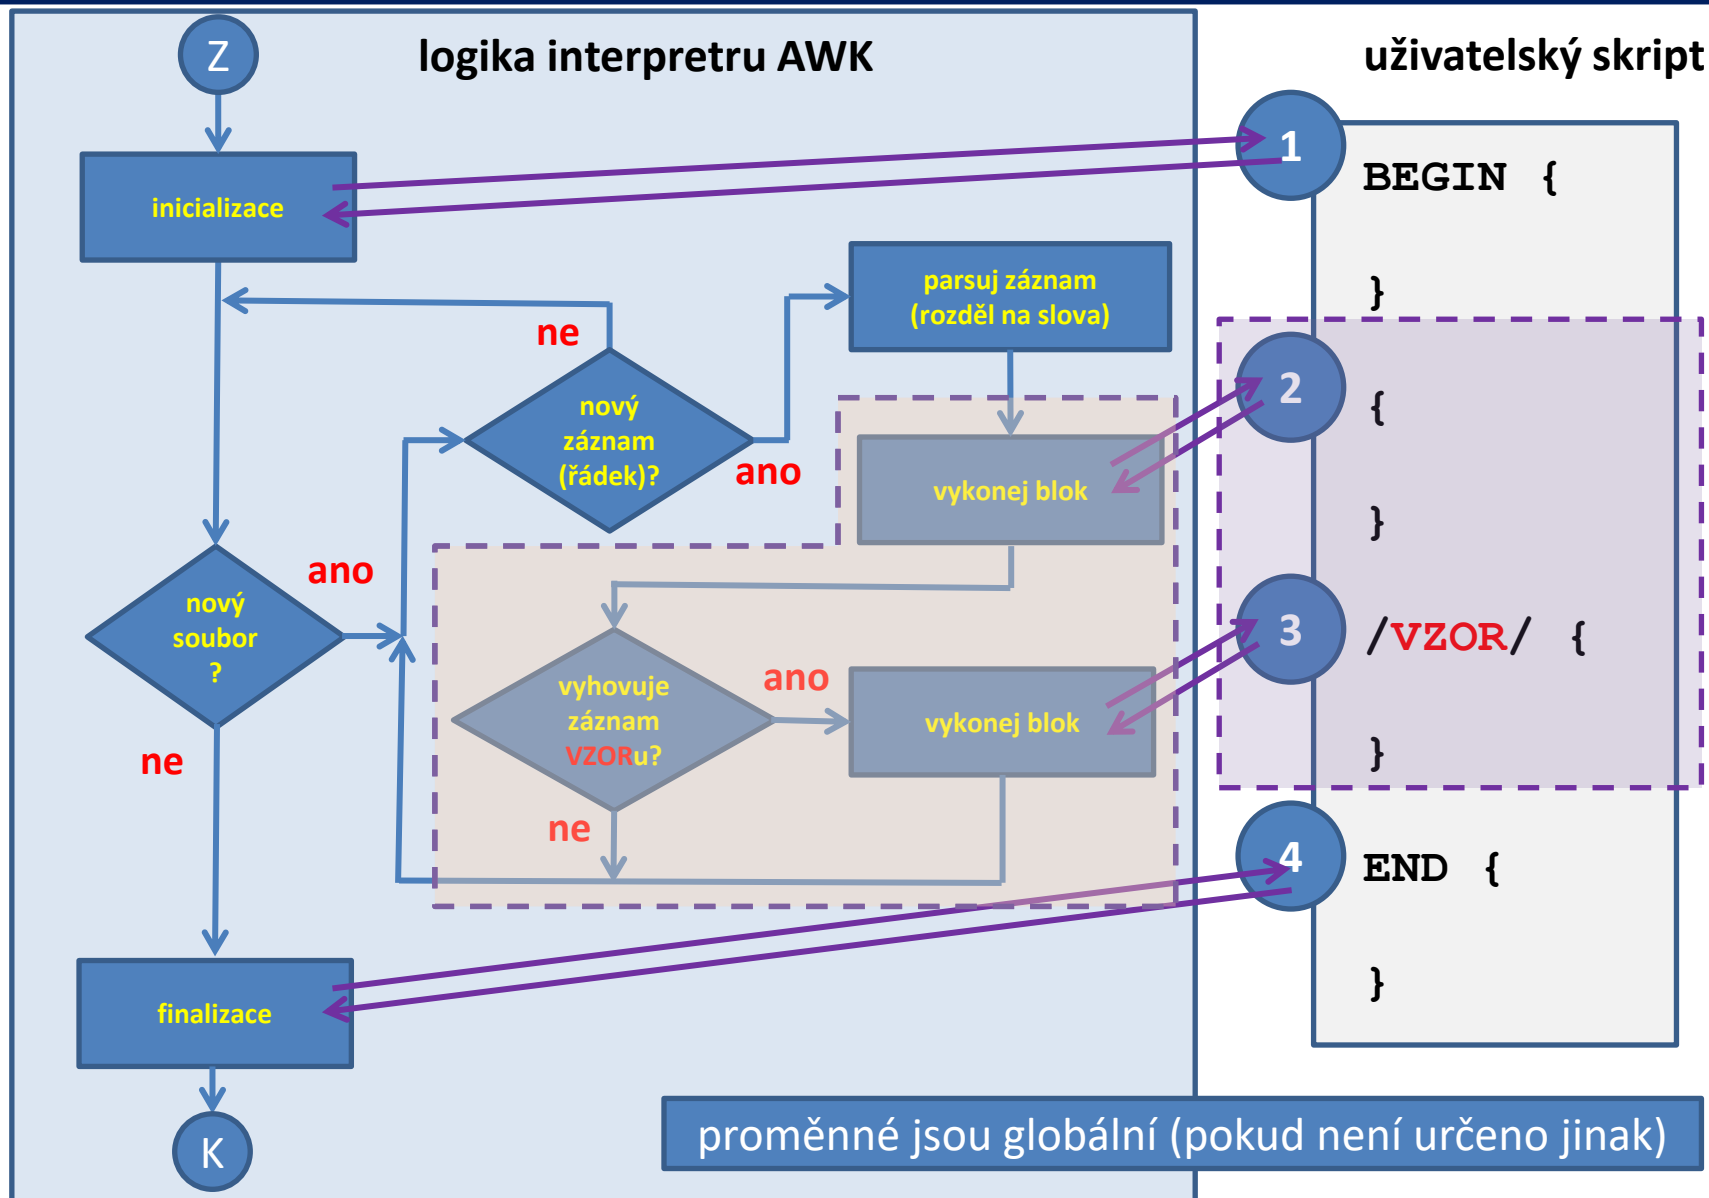 logika interpretru AWK
uživatelský skript
Z
inicializace
1
BEGIN {
}
parsuj záznam
(rozděl na slova)
ne
nový
záznam
(řádek)?
ano
2
{
}
vykonej blok
nový
soubor
?
ano
ne
3
/VZOR/ {
}
vyhovuje
záznam
VZORu?
ano
ne
vykonej blok
4
END {
}
finalizace
K
proměnné jsou globální (pokud není určeno jinak)